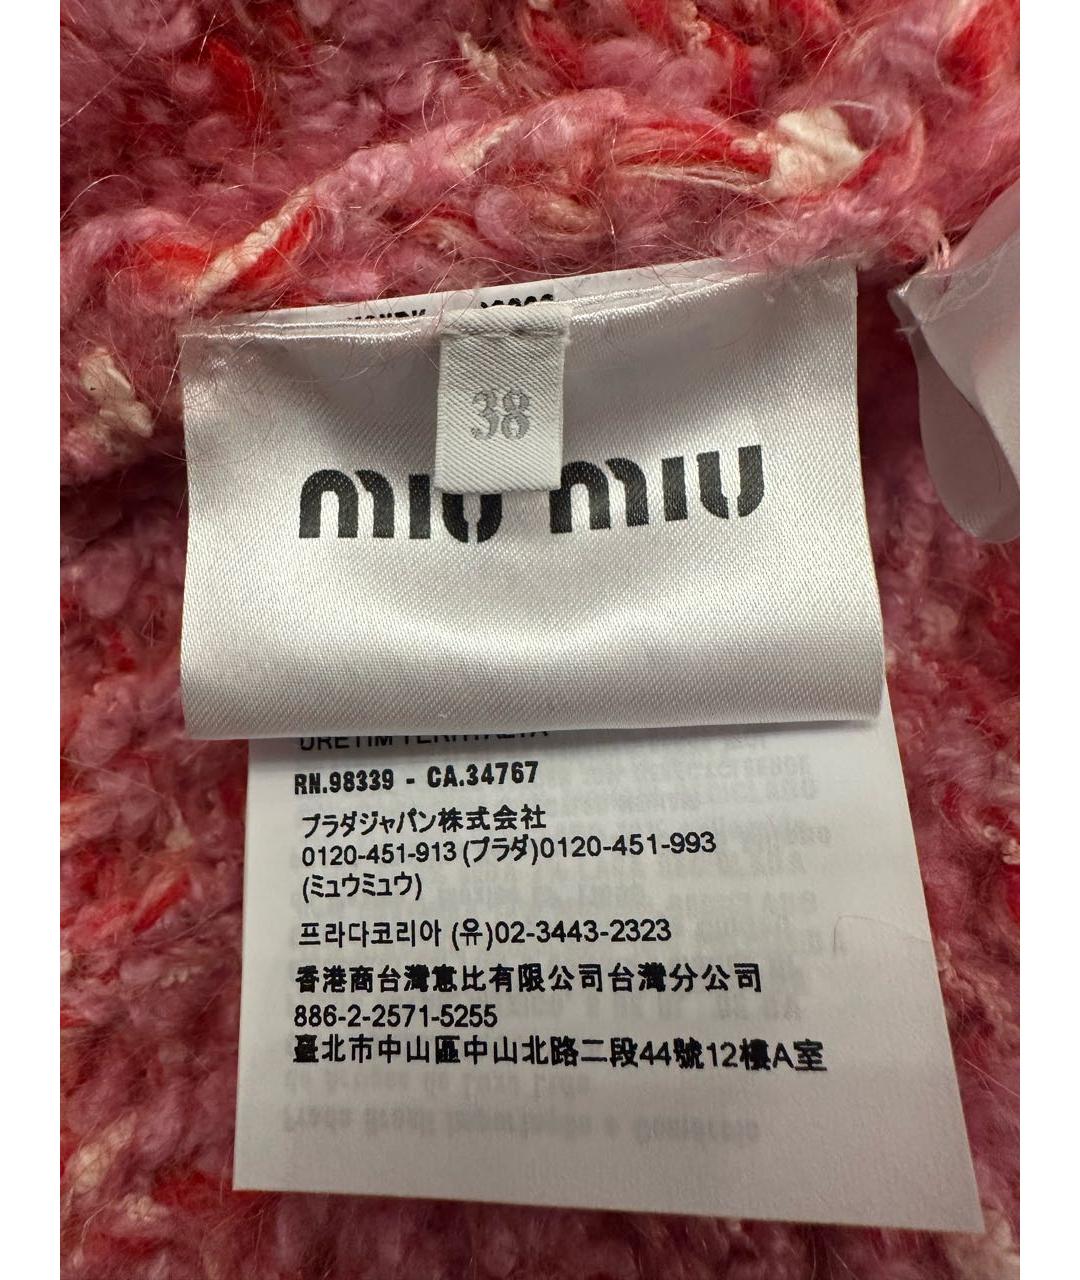 38
miu miu
ÜRETİM YERİ İTALYA
RN.98339 - CA.34767
プラダジャパン株式会社
0120-451-913 (プラダ)0120-451-993
(ミュウミュウ)
프라다코리아 (유)02-3443-2323
香港商台灣惠比有限公司台灣分公司
886-2-2571-5255
臺北市中山區中山北路二段44號12樓A室